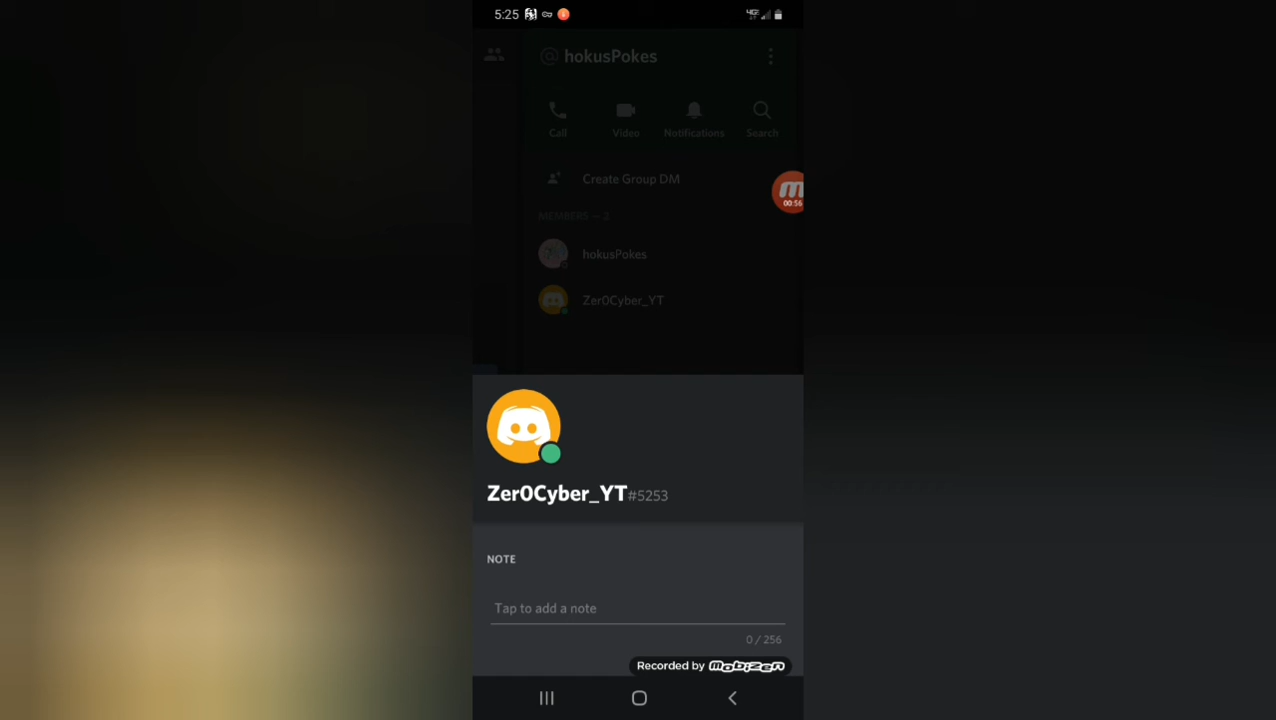 5:25
@ hokusPokes
Call Video Notifications Search
Create Group DM
00:56
MEMBERS — 2
hokusPokes
Zer0Cyber_YT
Zer0Cyber_YT#5253
NOTE
Tap to add a note
0 / 256
Recorded by mobizen